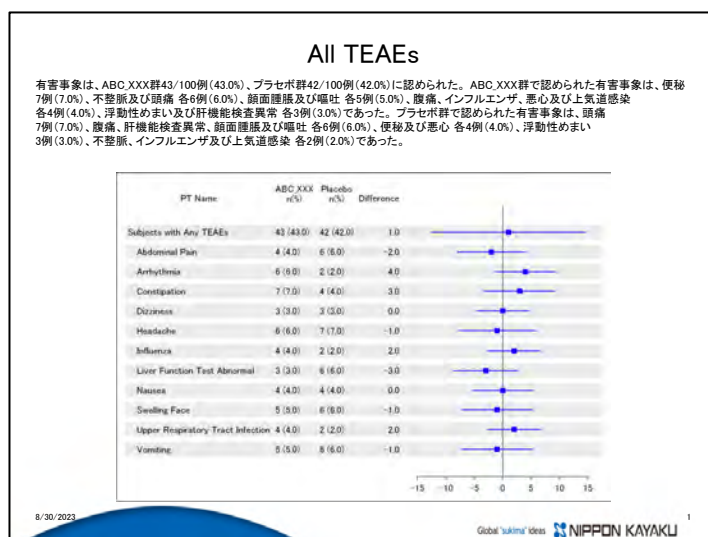 All TEAEs
有害事象は、ABC_XXX群43/100例(43.0%)、プラセボ群42/100例(42.0%)に認められた。 ABC_XXX群で認められた有害事象は、便秘
7例(7.0%)、不整脈及び頭痛 各6例(6.0%)、顔面腫脹及び嘔吐 各5例(5.0%)、腹痛、インフルエンザ、悪心及び上気道感染
各4例(4.0%)、浮動性めまい及び肝機能検査異常 各3例(3.0%)であった。 プラセボ群で認められた有害事象は、頭痛
7例(7.0%)、腹痛、肝機能検査異常、顔面腫脹及び嘔吐 各6例(6.0%)、便秘及び悪心 各4例(4.0%)、浮動性めまい
3例(3.0%)、不整脈、インフルエンザ及び上気道感染 各2例(2.0%)であった。
PT Name ABC_XXX n(%) Placebo n(%) Difference
Subjects with Any TEAEs 43 (43.0) 42 (42.0) 1.0
Abdominal Pain 4 (4.0) 6 (6.0) -2.0
Arrhythmia 6 (6.0) 2 (2.0) 4.0
Constipation 7 (7.0) 4 (4.0) 3.0
Dizziness 3 (3.0) 3 (3.0) 0.0
Headache 6 (6.0) 7 (7.0) -1.0
Influenza 4 (4.0) 2 (2.0) 2.0
Liver Function Test Abnormal 3 (3.0) 6 (6.0) -3.0
Nausea 4 (4.0) 4 (4.0) 0.0
Swelling Face 5 (5.0) 6 (6.0) -1.0
Upper Respiratory Tract Infection 4 (4.0) 2 (2.0) 2.0
Vomiting 5 (5.0) 6 (6.0) -1.0
-15 -10 -5 0 5 10 15
8/30/2023
1
Global 'sukima' ideas NIPPON KAYAKU